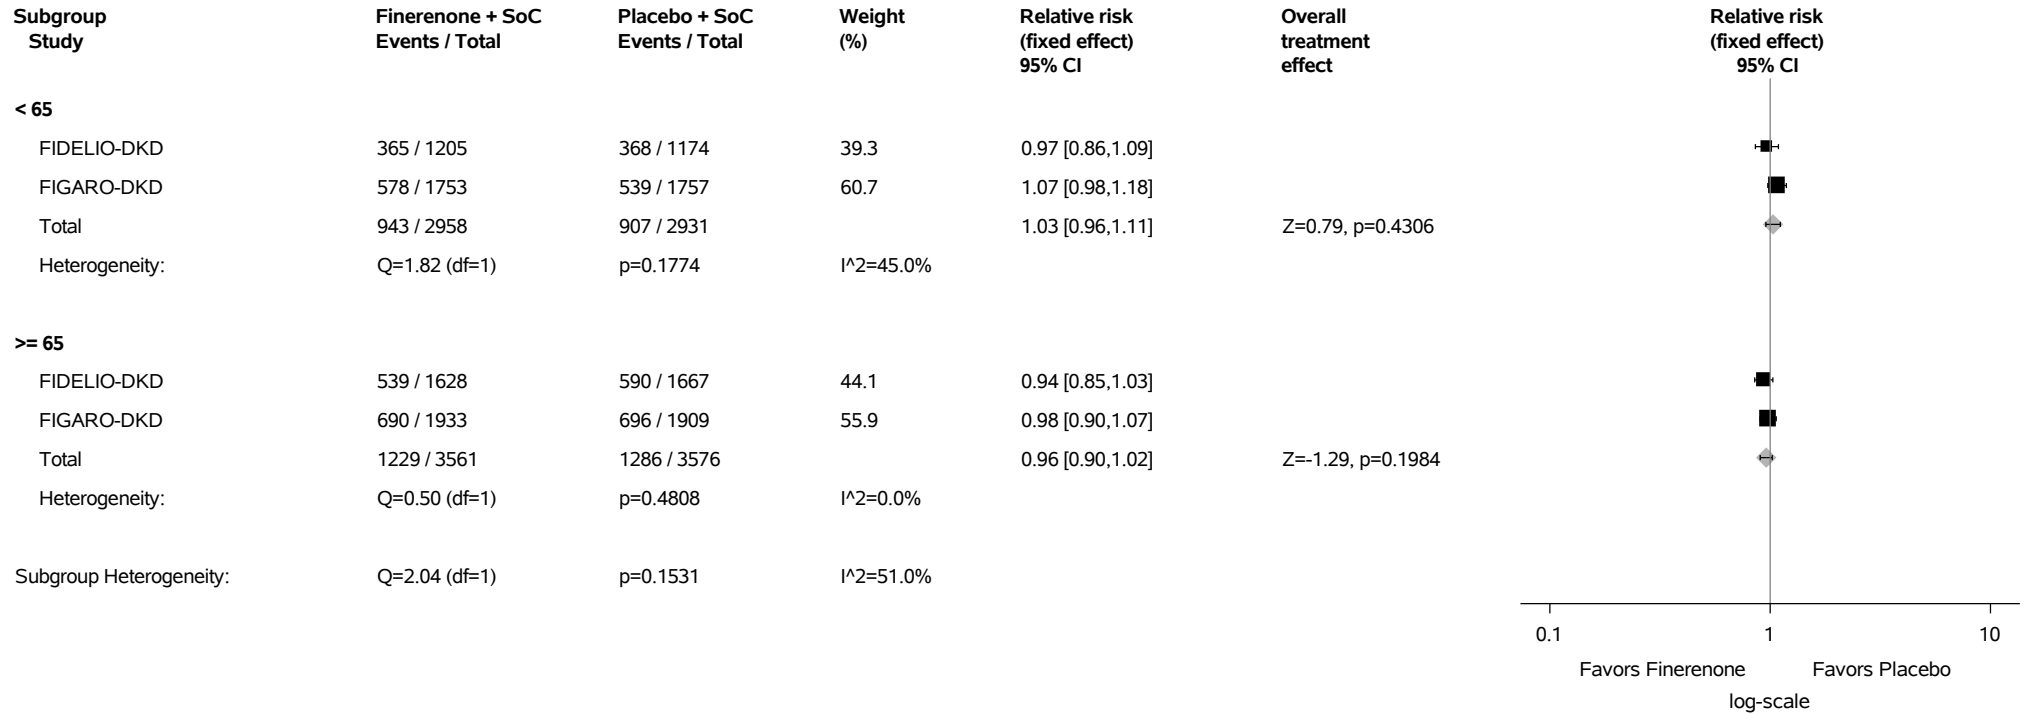 Subgroup Finerenone + SoC Placebo + SoC Weight Relative risk Overall Relative risk
Study Events / Total Events / Total (%) (fixed effect) treatment (fixed effect)
95% CI effect 95% CI
< 65
FIDELIO-DKD 365 / 1205 368 / 1174 39.3 0.97 [0.86,1.09]
FIGARO-DKD 578 / 1753 539 / 1757 60.7 1.07 [0.98,1.18]
Total 943 / 2958 907 / 2931 1.03 [0.96,1.11] Z=0.79, p=0.4306
Heterogeneity: Q=1.82 (df=1) p=0.1774 I^2=45.0%
>= 65
FIDELIO-DKD 539 / 1628 590 / 1667 44.1 0.94 [0.85,1.03]
FIGARO-DKD 690 / 1933 696 / 1909 55.9 0.98 [0.90,1.07]
Total 1229 / 3561 1286 / 3576 0.96 [0.90,1.02] Z=-1.29, p=0.1984
Heterogeneity: Q=0.50 (df=1) p=0.4808 I^2=0.0%
Subgroup Heterogeneity: Q=2.04 (df=1) p=0.1531 I^2=51.0%
0.1 1 10
Favors Finerenone Favors Placebo
log-scale